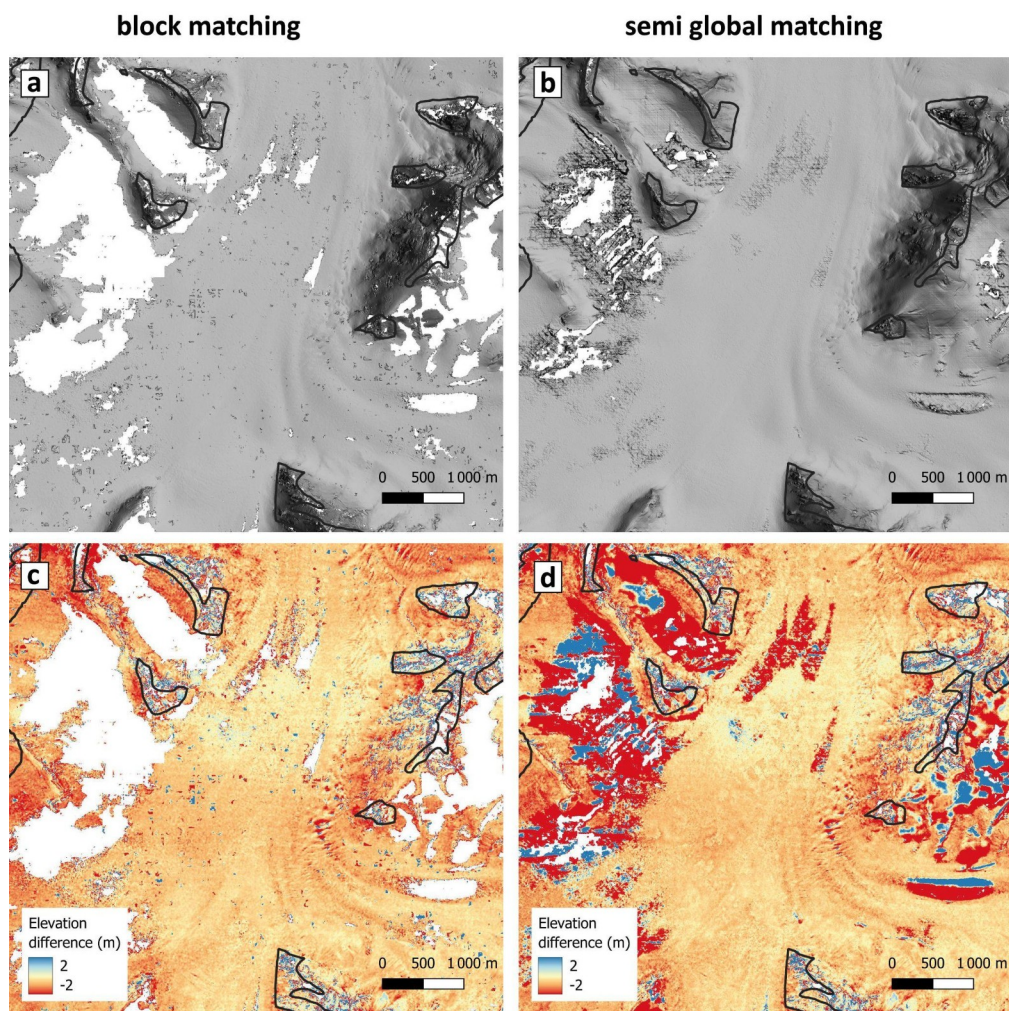 block matching
semi global matching
a
b
0 500 1 000 m
0 500 1 000 m
c
d
Elevation
difference (m)
2
-2
0 500 1 000 m
Elevation
difference (m)
2
-2
0 500 1 000 m